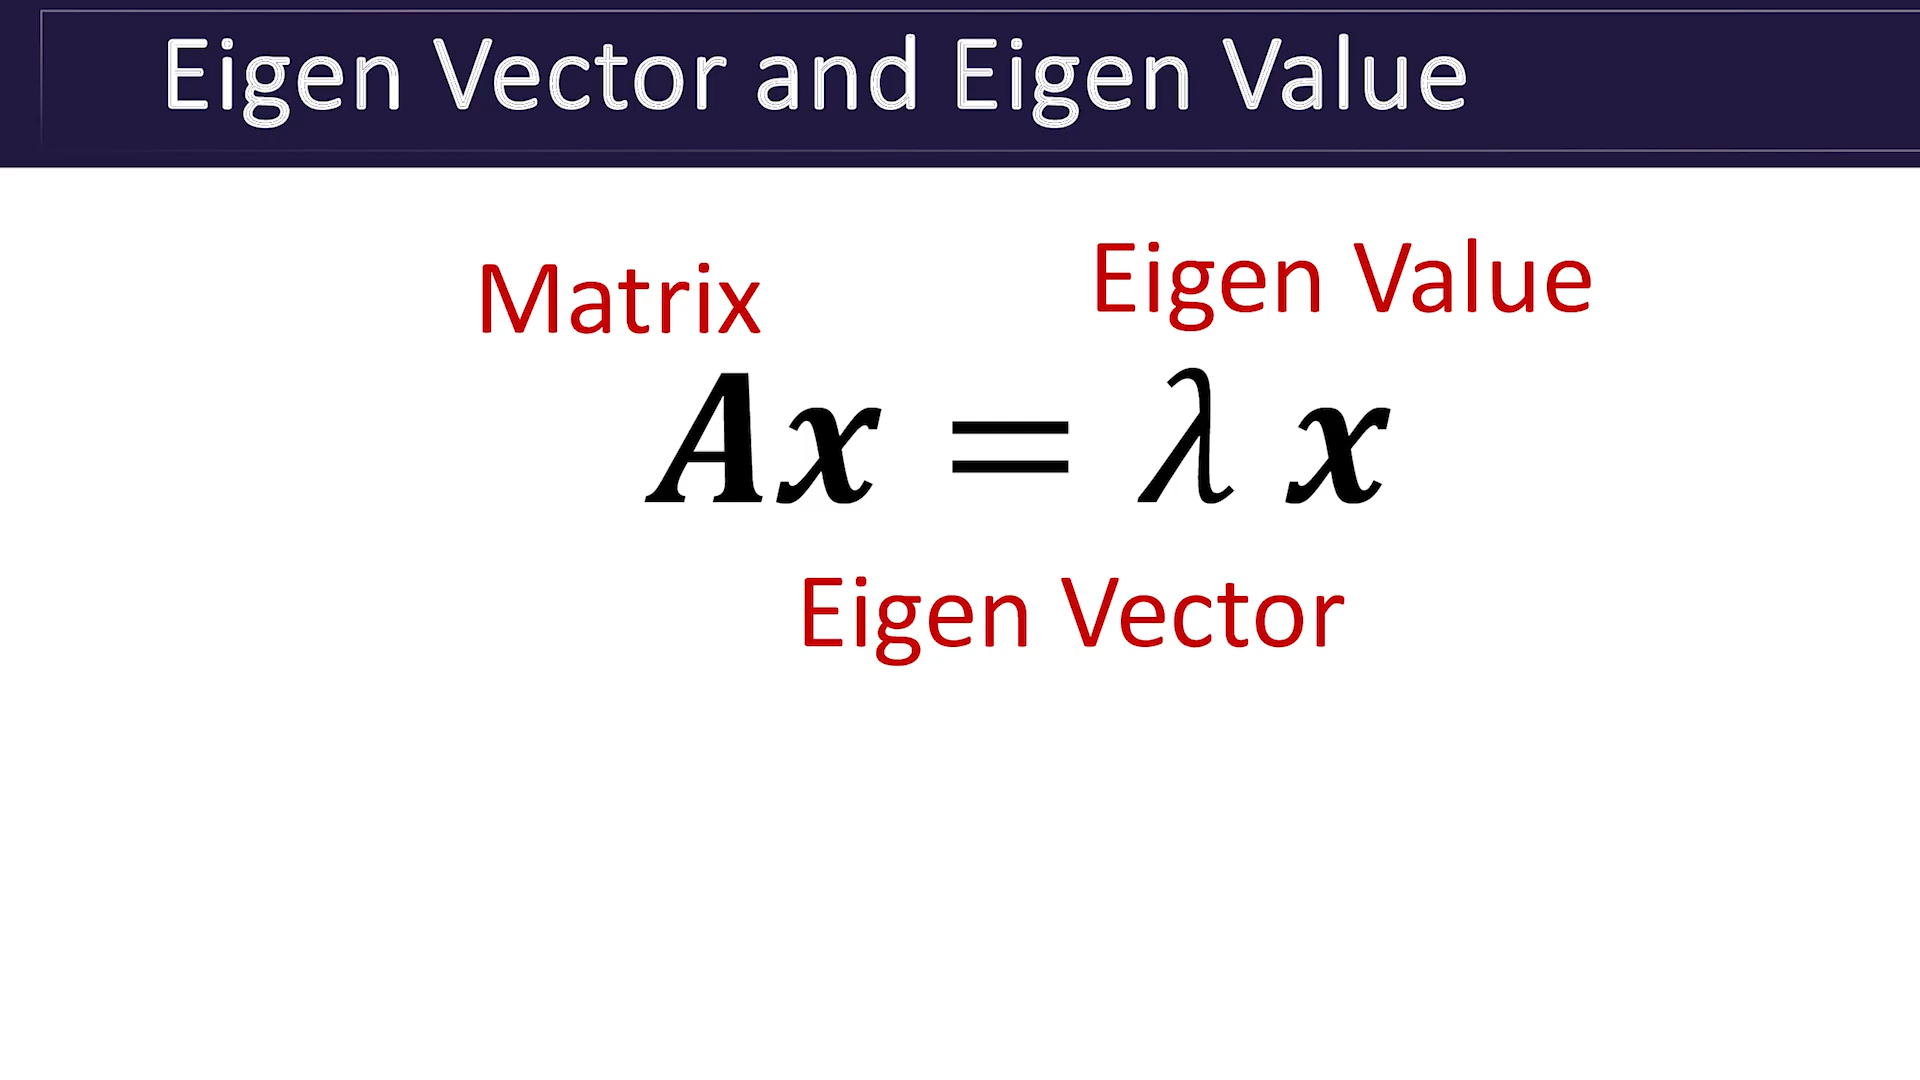 Eigen Vector and Eigen Value
Matrix
Eigen Value
Ax = λ x
Eigen Vector